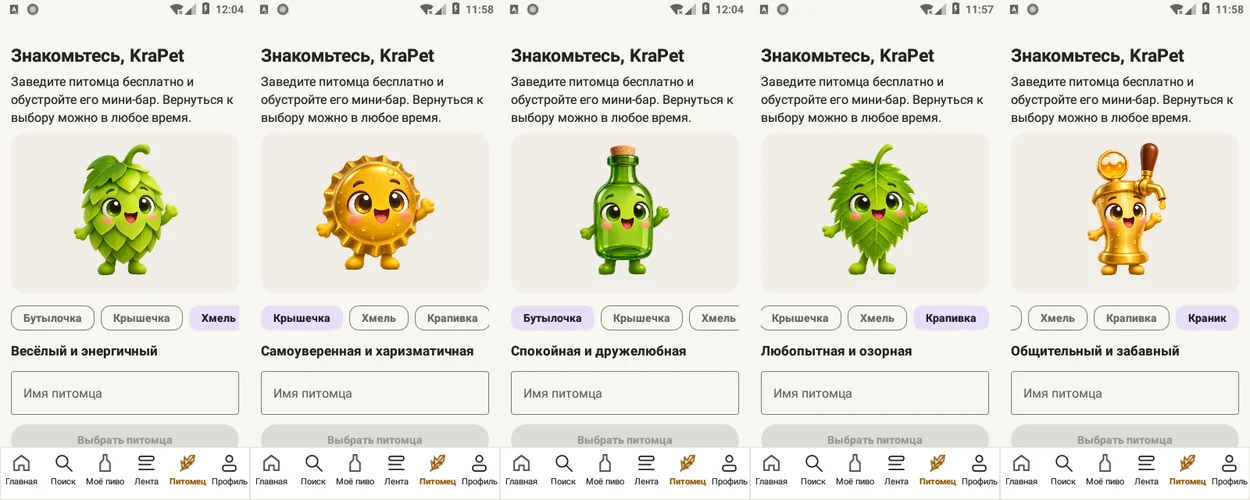 12:04
Знакомьтесь, KraPet
Заведите питомца бесплатно и
обустройте его мини-бар. Вернуться к
выбору можно в любое время.
Бутылочка Крышечка Хмель
Весёлый и энергичный
Имя питомца
Выбрать питомца
Главная Поиск Моё пиво Лента Питомец Профиль
11:58
Знакомьтесь, KraPet
Заведите питомца бесплатно и
обустройте его мини-бар. Вернуться к
выбору можно в любое время.
Крышечка Хмель Крапивка
Самоуверенная и харизматичная
Имя питомца
Выбрать питомца
Главная Поиск Моё пиво Лента Питомец Профиль
12:04
Знакомьтесь, KraPet
Заведите питомца бесплатно и
обустройте его мини-бар. Вернуться к
выбору можно в любое время.
Бутылочка Крышечка Хмель
Спокойная и дружелюбная
Имя питомца
Выбрать питомца
Главная Поиск Моё пиво Лента Питомец Профиль
11:57
Знакомьтесь, KraPet
Заведите питомца бесплатно и
обустройте его мини-бар. Вернуться к
выбору можно в любое время.
Крышечка Хмель Крапивка
Любопытная и озорная
Имя питомца
Выбрать питомца
Главная Поиск Моё пиво Лента Питомец Профиль
11:58
Знакомьтесь, KraPet
Заведите питомца бесплатно и
обустройте его мини-бар. Вернуться к
выбору можно в любое время.
Хмель Крапивка Краник
Общительный и забавный
Имя питомца
Выбрать питомца
Главная Поиск Моё пиво Лента Питомец Профиль